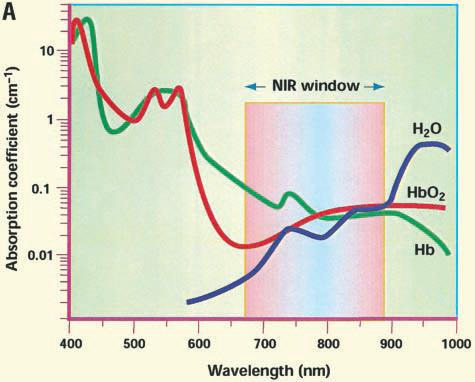 A
Absorption coefficient (cm⁻¹)
10
1
0.1
0.01
NIR window
H₂O
HbO₂
Hb
400 500 600 700 800 900 1000
Wavelength (nm)